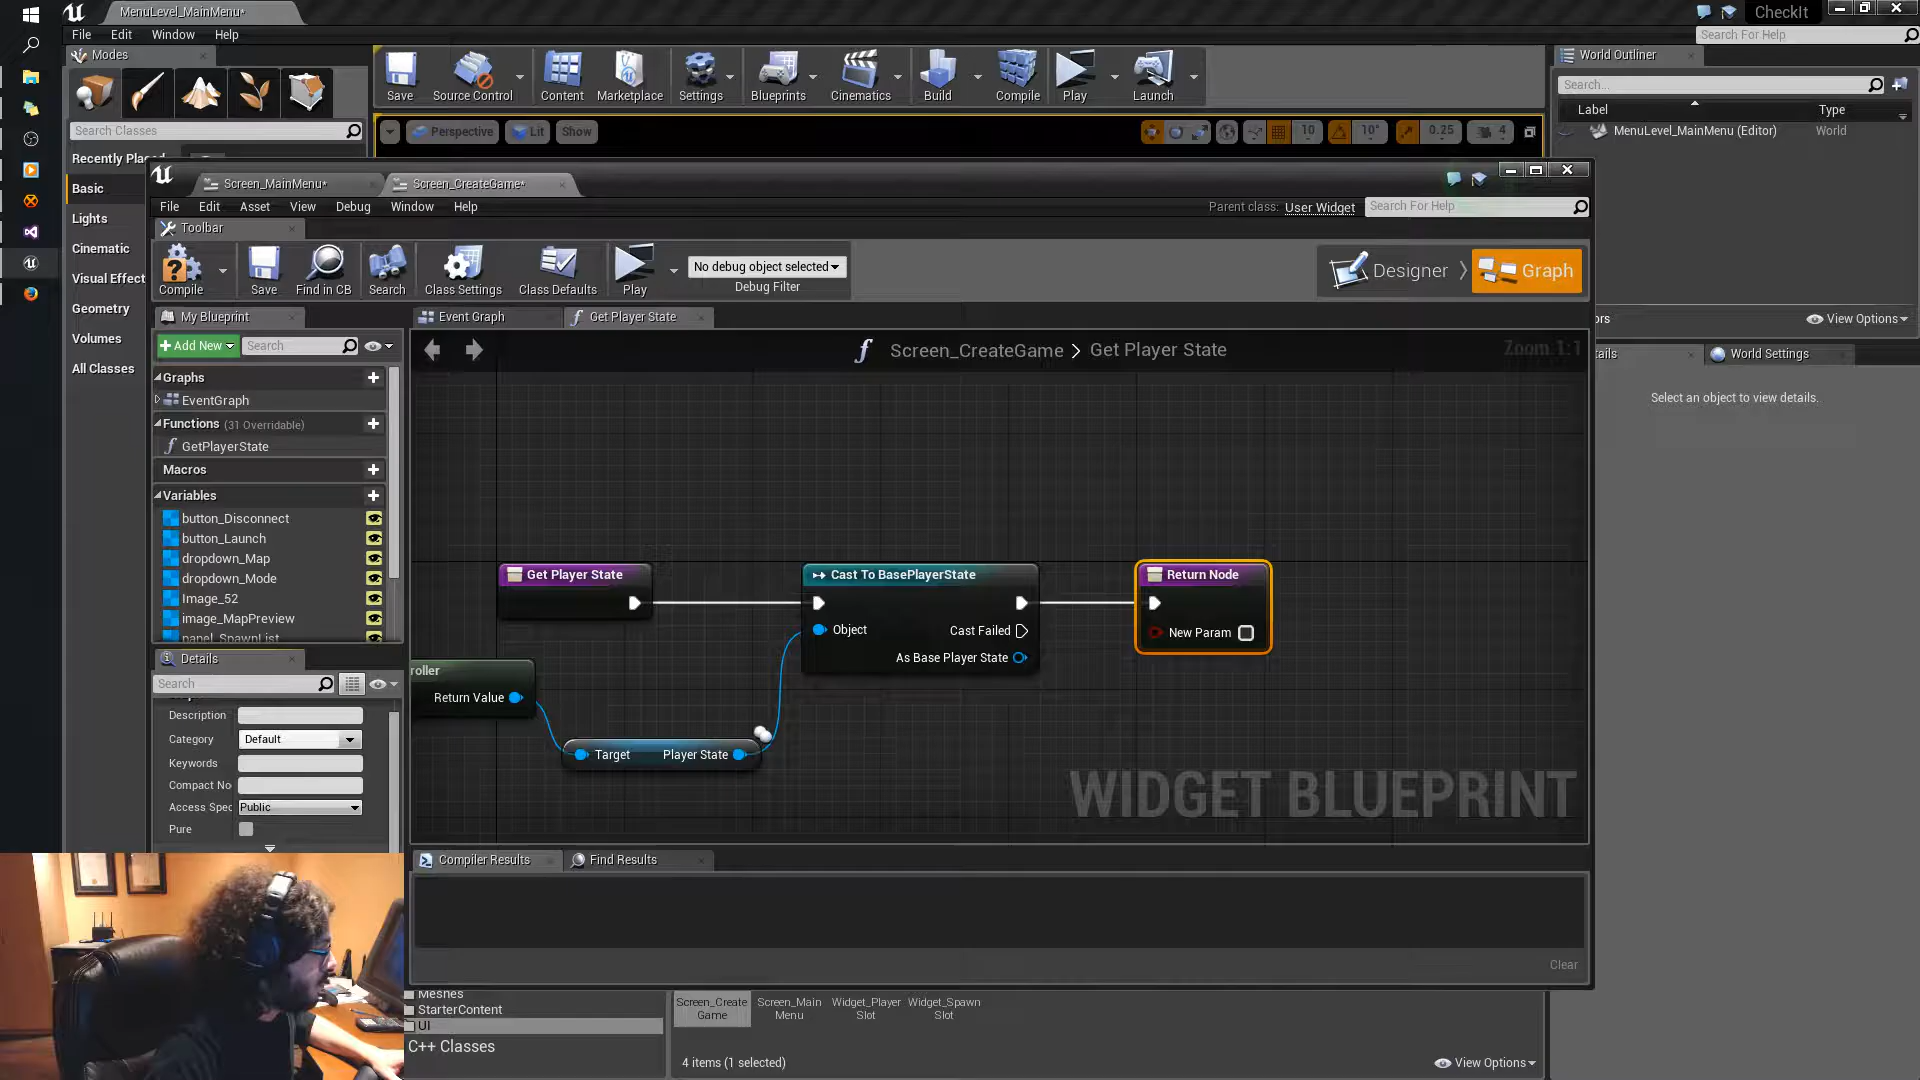 MenuLevel_MainMenu*
CheckIt
File Edit Window Help
Search For Help
Modes
Search Classes
Recently Placed
Basic
Lights
Cinematic
Visual Effect
Geometry
Volumes
All Classes
Save
Source Control
Content
Marketplace
Settings
Blueprints
Cinematics
Build
Compile
Play
Launch
Perspective
Lit
Show
10
10°
0.25
4
World Outliner
Search...
Label
Type
MenuLevel_MainMenu (Editor)
World
View Options
World Settings
Select an object to view details.
Screen_MainMenu*
Screen_CreateGame*
File Edit Asset View Debug Window Help
Parent class: User Widget
Search For Help
Toolbar
Compile
Save
Find in CB
Search
Class Settings
Class Defaults
Play
No debug object selected
Debug Filter
Designer
Graph
My Blueprint
Add New
Search
Graphs
EventGraph
Functions (31 Overridable)
GetPlayerState
Macros
Variables
button_Disconnect
button_Launch
dropdown_Map
dropdown_Mode
Image_52
image_MapPreview
panel_SpawnList
Details
Search
Description
Category
Default
Keywords
Compact No
Access Spec
Public
Pure
Event Graph
Get Player State
Screen_CreateGame > Get Player State
Zoom 1:1
Get Player State
Cast To BasePlayerState
Object
Cast Failed
As Base Player State
Return Node
New Param
roller
Return Value
Target
Player State
WIDGET BLUEPRINT
Compiler Results
Find Results
Clear
Meshes
StarterContent
UI
C++ Classes
Screen_Create
Game
Screen_Main
Menu
Widget_Player
Slot
Widget_Spawn
Slot
4 items (1 selected)
View Options